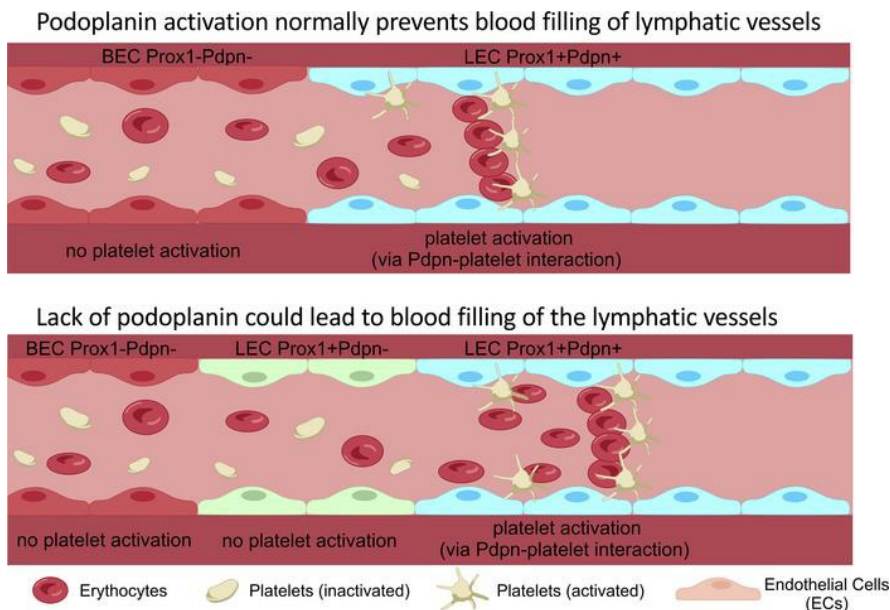 Podoplanin activation normally prevents blood filling of lymphatic vessels
BEC Prox1-Pdpn-
LEC Prox1+Pdpn+
no platelet activation
platelet activation
(via Pdpn-platelet interaction)
Lack of podoplanin could lead to blood filling of the lymphatic vessels
BEC Prox1-Pdpn-
LEC Prox1+Pdpn-
LEC Prox1+Pdpn+
no platelet activation
no platelet activation
platelet activation
(via Pdpn-platelet interaction)
Erythocytes
Platelets (inactivated)
Platelets (activated)
Endothelial Cells
(ECs)